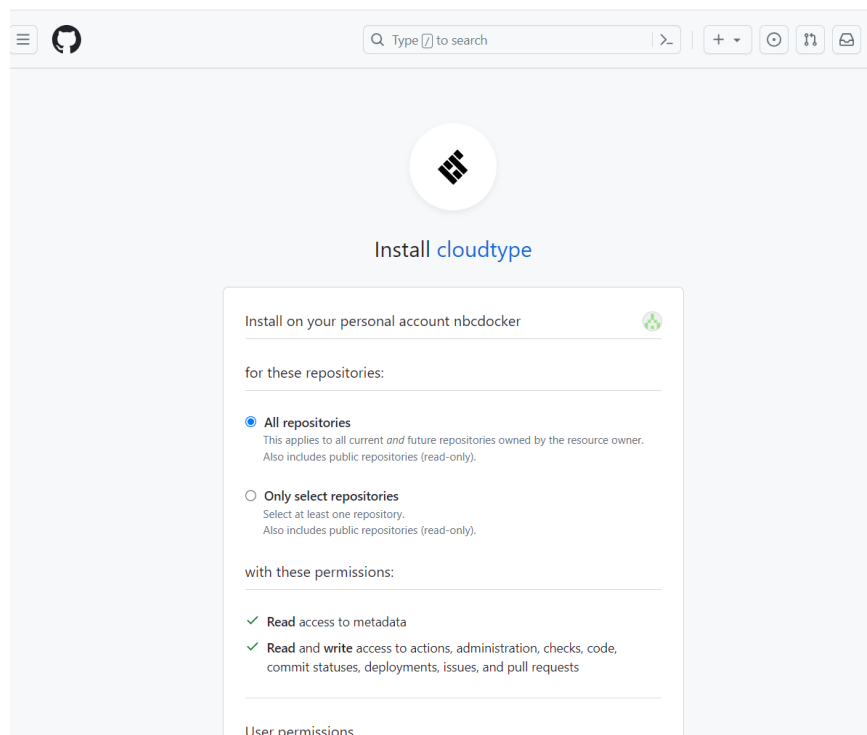 Type / to search
Install cloudtype
Install on your personal account nbcdocker
for these repositories:
All repositories
This applies to all current and future repositories owned by the resource owner.
Also includes public repositories (read-only).
Only select repositories
Select at least one repository.
Also includes public repositories (read-only).
with these permissions:
Read access to metadata
Read and write access to actions, administration, checks, code,
commit statuses, deployments, issues, and pull requests
User permissions